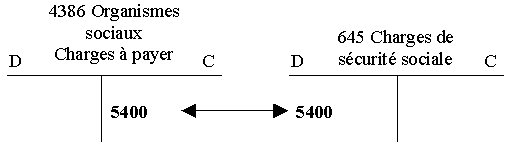 4386 Organismes
sociaux
Charges à payer
D C
645 Charges de
sécurité sociale
D C
5400 5400